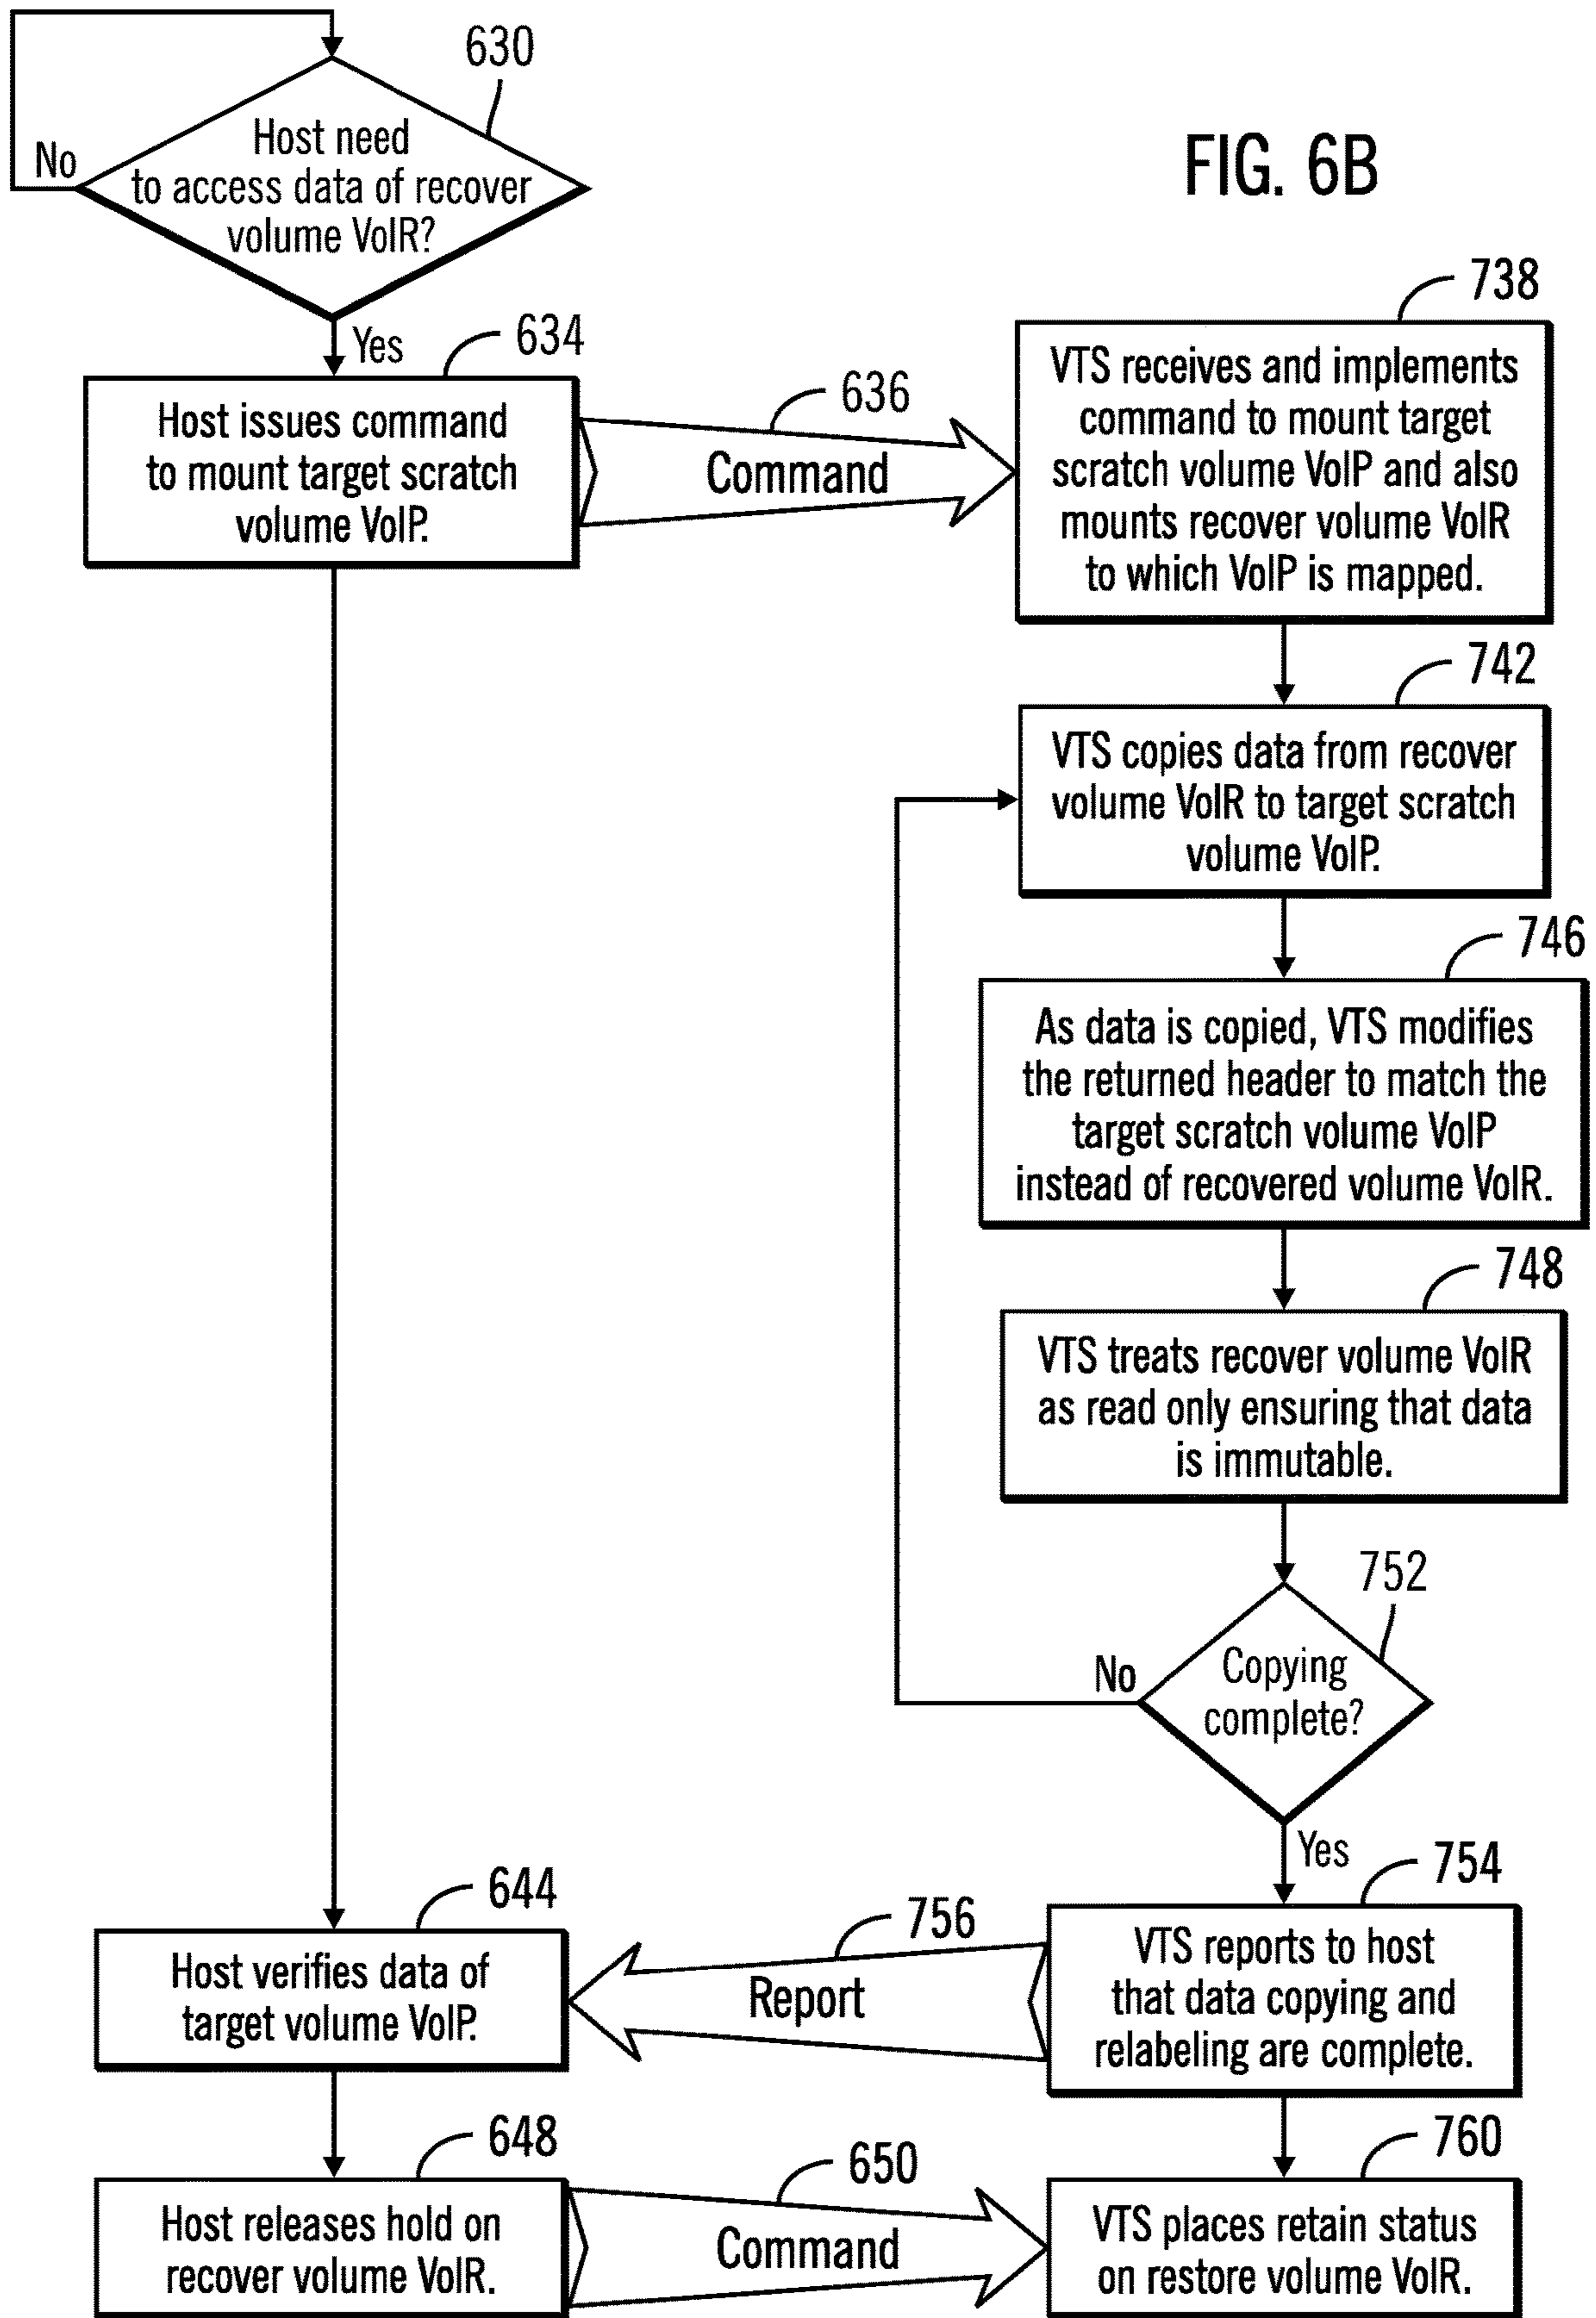 630
Host need
to access data of recover
volume VolR?
No
Yes
FIG. 6B
634
Host issues command
to mount target scratch
volume VolP.
636
Command
738
VTS receives and implements
command to mount target
scratch volume VolP and also
mounts recover volume VolR
to which VolP is mapped.
742
VTS copies data from recover
volume VolR to target scratch
volume VolP.
746
As data is copied, VTS modifies
the returned header to match the
target scratch volume VolP
instead of recovered volume VolR.
748
VTS treats recover volume VolR
as read only ensuring that data
is immutable.
752
Copying
complete?
No
Yes
754
VTS reports to host
that data copying and
relabeling are complete.
756
Report
644
Host verifies data of
target volume VolP.
648
Host releases hold on
recover volume VolR.
650
Command
760
VTS places retain status
on restore volume VolR.